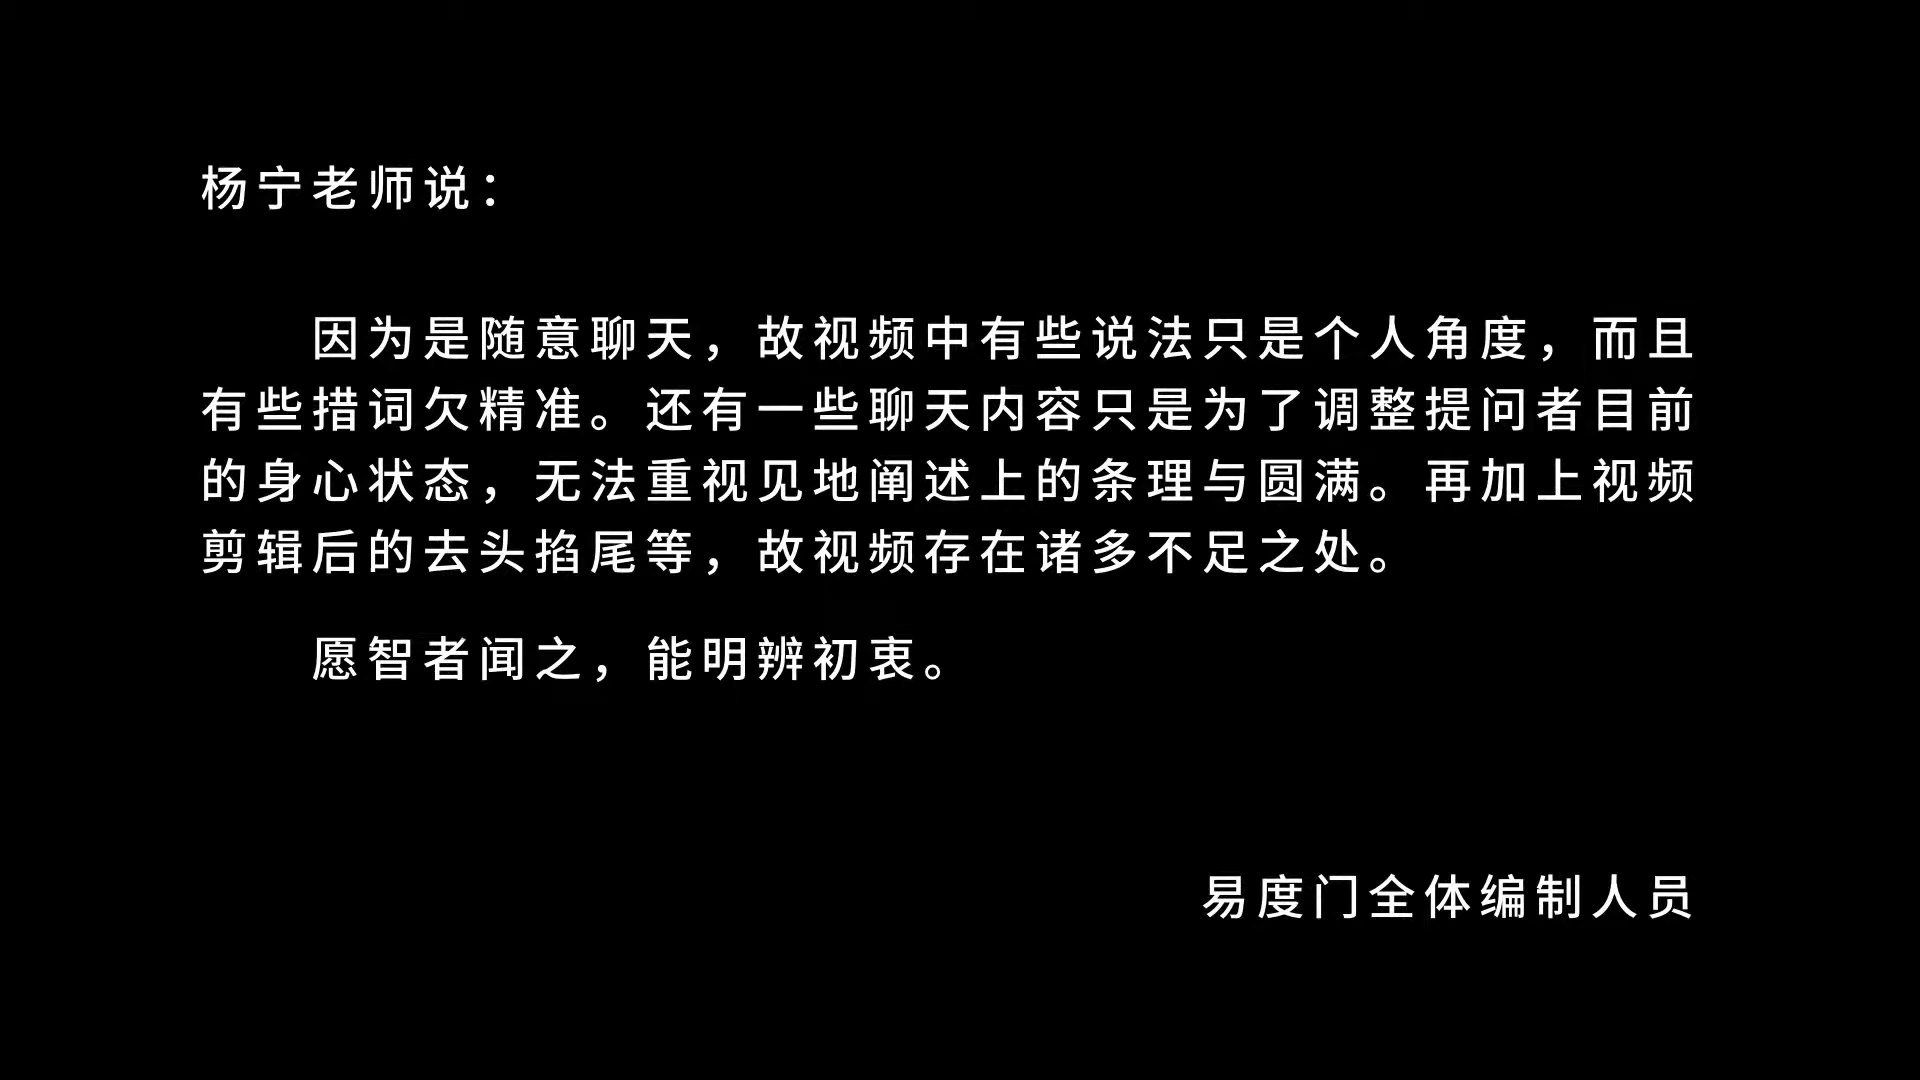 杨宁老师说：
因为是随意聊天，故视频中有些说法只是个人角度，而且
有些措词欠精准。还有一些聊天内容只是为了调整提问者目前
的身心状态，无法重视见地阐述上的条理与圆满。再加上视频
剪辑后的去头掐尾等，故视频存在诸多不足之处。
愿智者闻之，能明辨初衷。
易度门全体编制人员